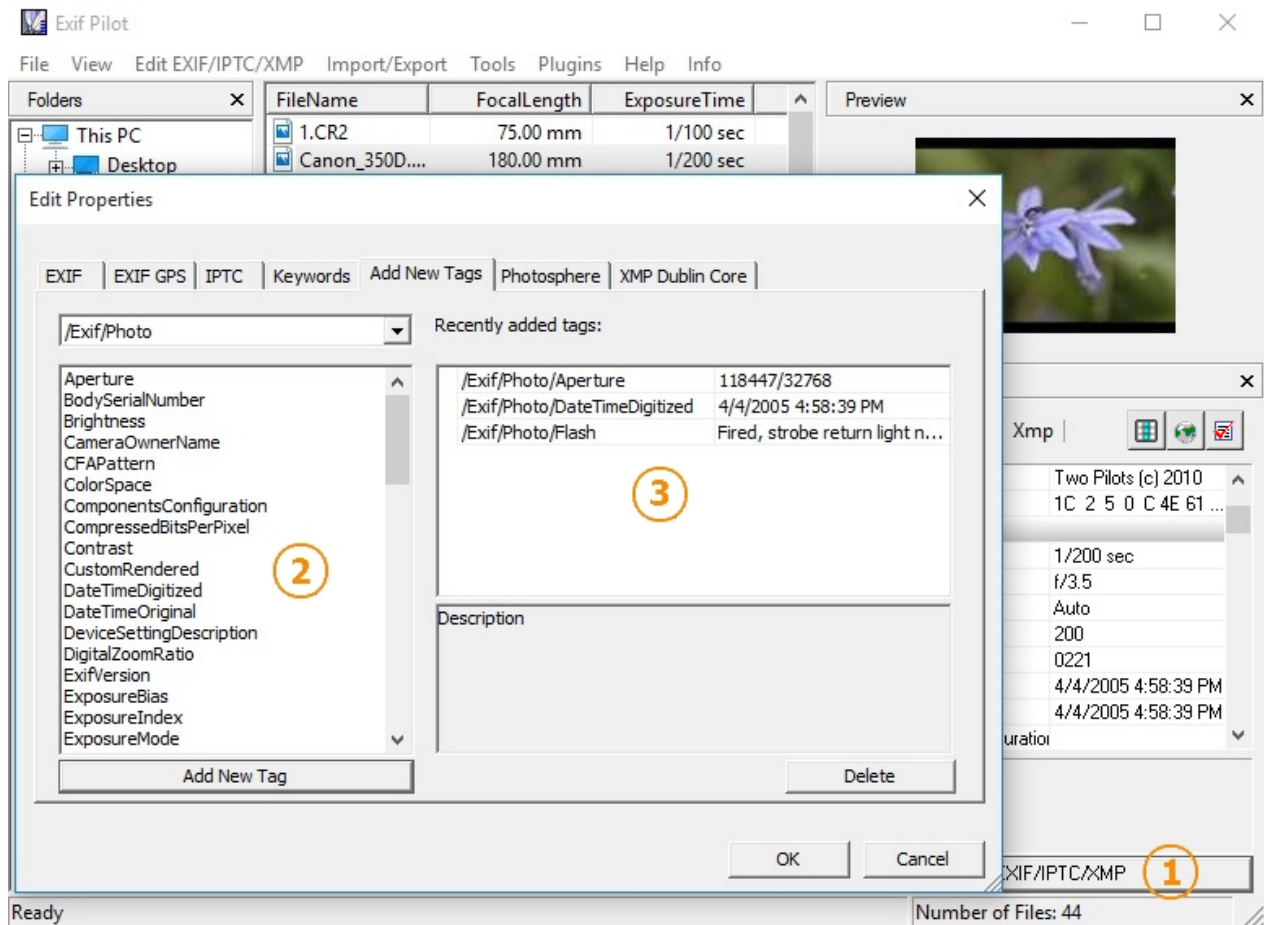 Exif Pilot
File View Edit EXIF/IPTC/XMP Import/Export Tools Plugins Help Info
Folders
FileName FocalLength ExposureTime
Preview
This PC
Desktop
1.CR2 75.00 mm 1/100 sec
Canon_350D.... 180.00 mm 1/200 sec
Edit Properties
EXIF EXIF GPS IPTC Keywords Add New Tags Photosphere XMP Dublin Core
/Exif/Photo
Aperture
BodySerialNumber
Brightness
CameraOwnerName
CFAPattern
ColorSpace
ComponentsConfiguration
CompressedBitsPerPixel
Contrast
CustomRendered
DateTimeDigitized
DateTimeOriginal
DeviceSettingDescription
DigitalZoomRatio
ExifVersion
ExposureBias
ExposureIndex
ExposureMode
2
Add New Tag
Recently added tags:
/Exif/Photo/Aperture 118447/32768
/Exif/Photo/DateTimeDigitized 4/4/2005 4:58:39 PM
/Exif/Photo/Flash Fired, strobe return light n...
3
Description
Delete
OK Cancel
Xmp
Two Pilots (c) 2010
1C 2 5 0 C 4E 61 ...
1/200 sec
f/3.5
Auto
200
0221
4/4/2005 4:58:39 PM
4/4/2005 4:58:39 PM
XIF/IPTC/XMP
1
Ready
Number of Files: 44